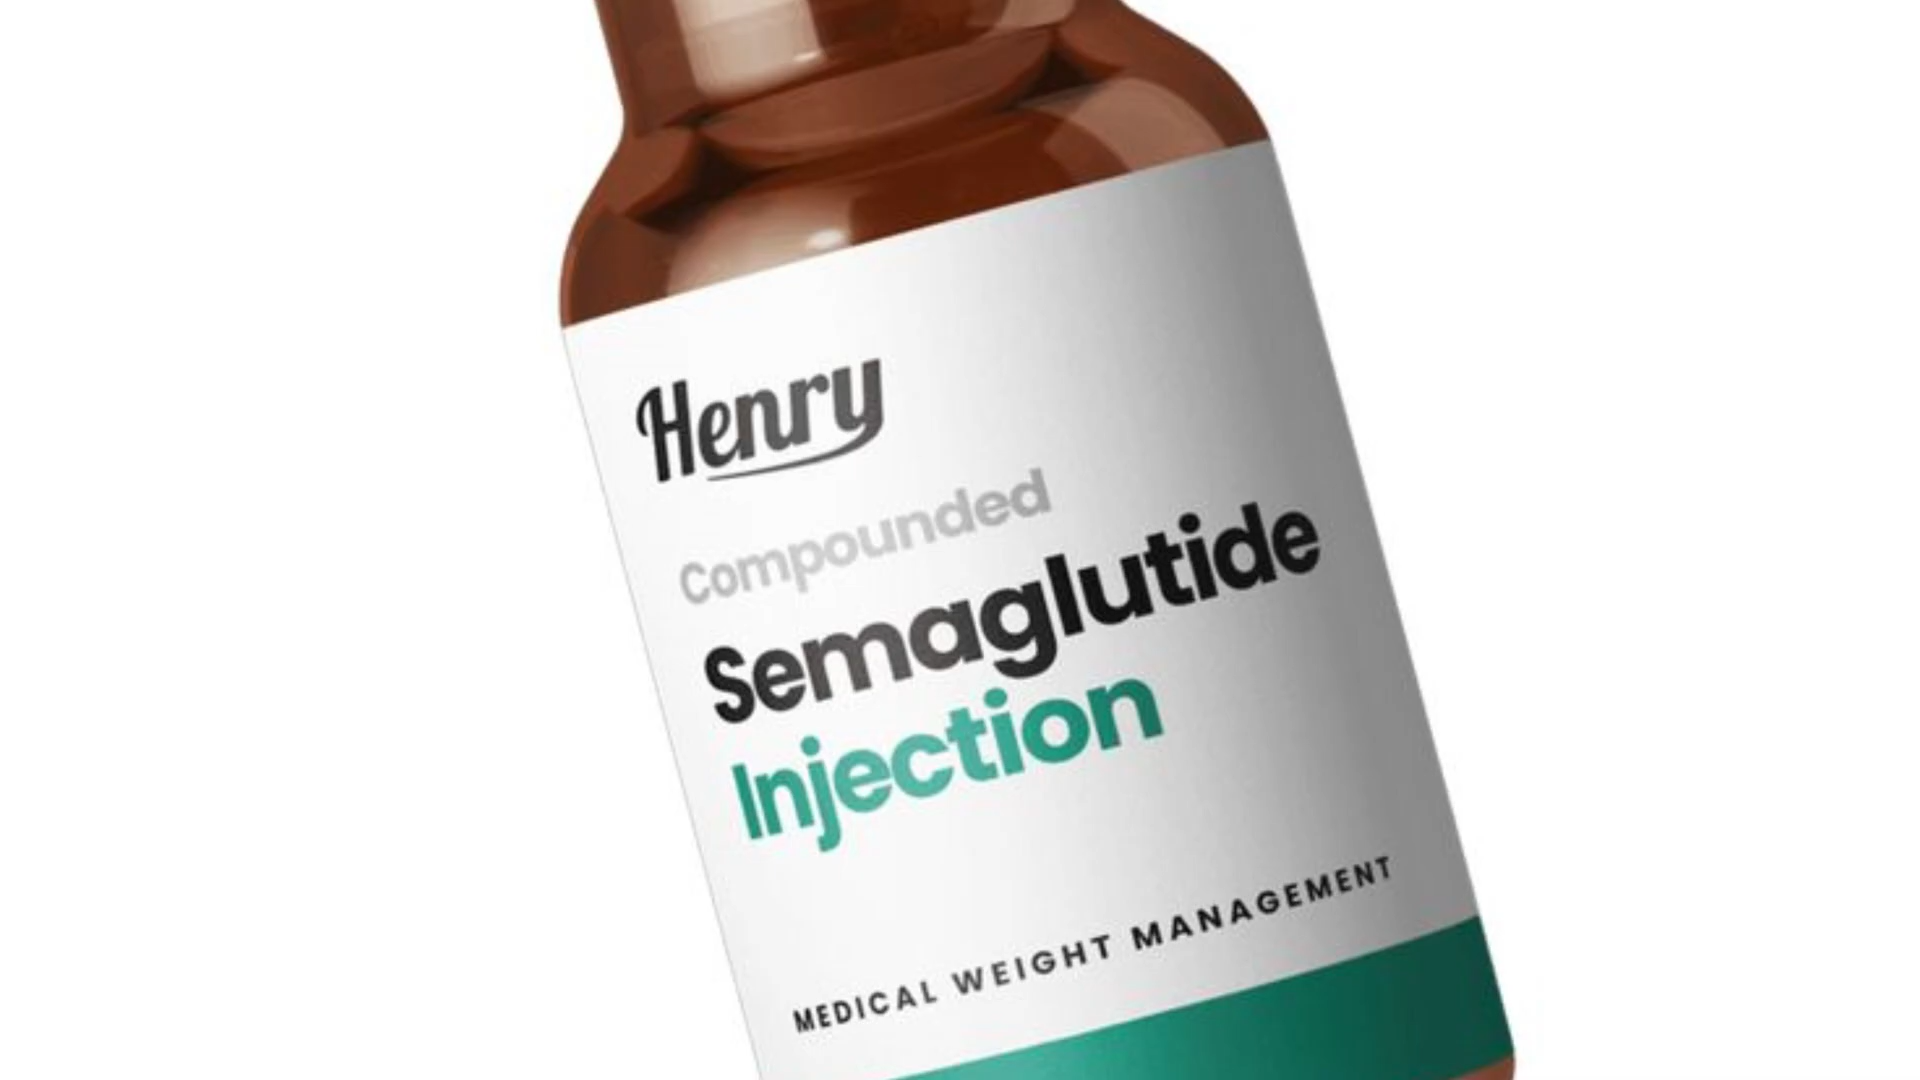 Henry
Compounded
Semaglutide
Injection
MEDICAL WEIGHT MANAGEMENT